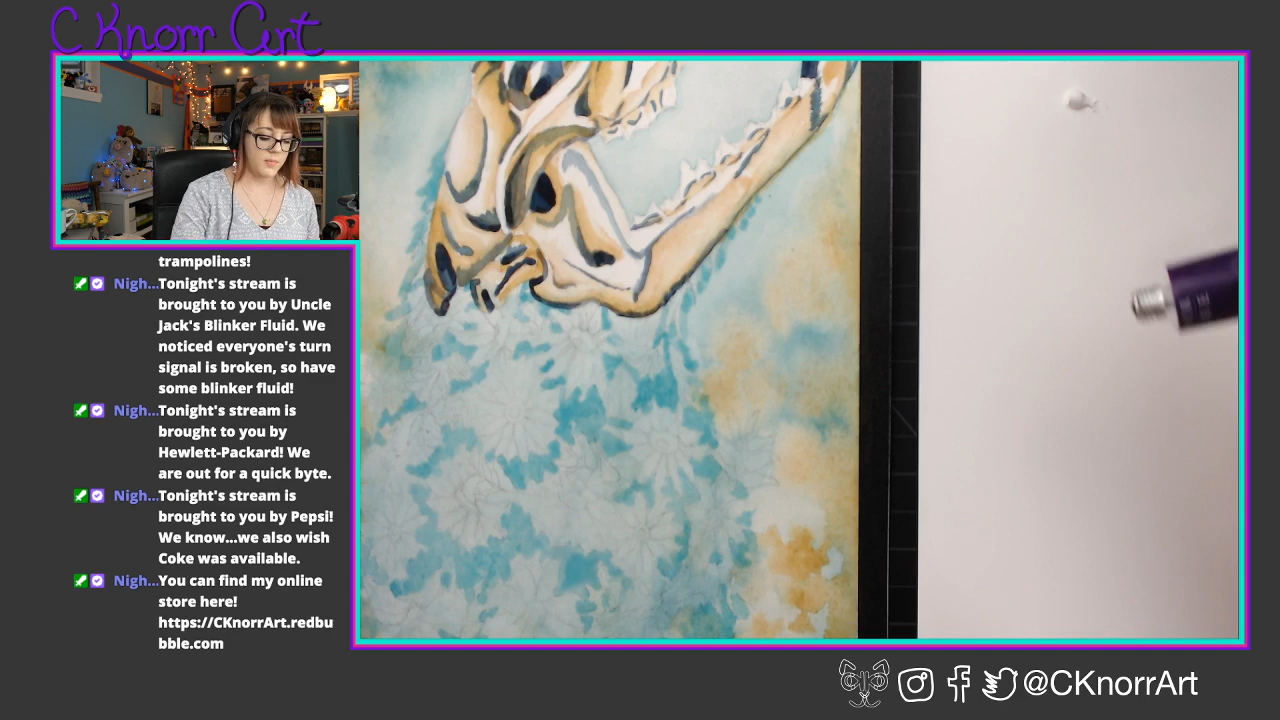 C Knorr Art
trampolines!
Nigh... Tonight's stream is
brought to you by Uncle
Jack's Blinker Fluid. We
noticed everyone's turn
signal is broken, so have
some blinker fluid!
Nigh... Tonight's stream is
brought to you by
Hewlett-Packard! We
are out for a quick byte.
Nigh... Tonight's stream is
brought to you by Pepsi!
We know...we also wish
Coke was available.
Nigh... You can find my online
store here!
https://CKnorrArt.redbu
bble.com
@CKnorrArt